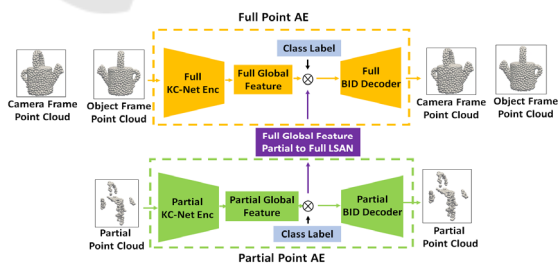 Full Point AE
Class Label
Full
KC-Net Enc
Full Global
Feature
Full
BID Decoder
Camera Frame
Point Cloud
Object Frame
Point Cloud
Camera Frame
Point Cloud
Object Frame
Point Cloud
Full Global Feature
Partial to Full LSAN
Partial
KC-Net Enc
Partial Global
Feature
Partial
BID Decoder
Class Label
Partial
Point Cloud
Partial
Point Cloud
Partial Point AE